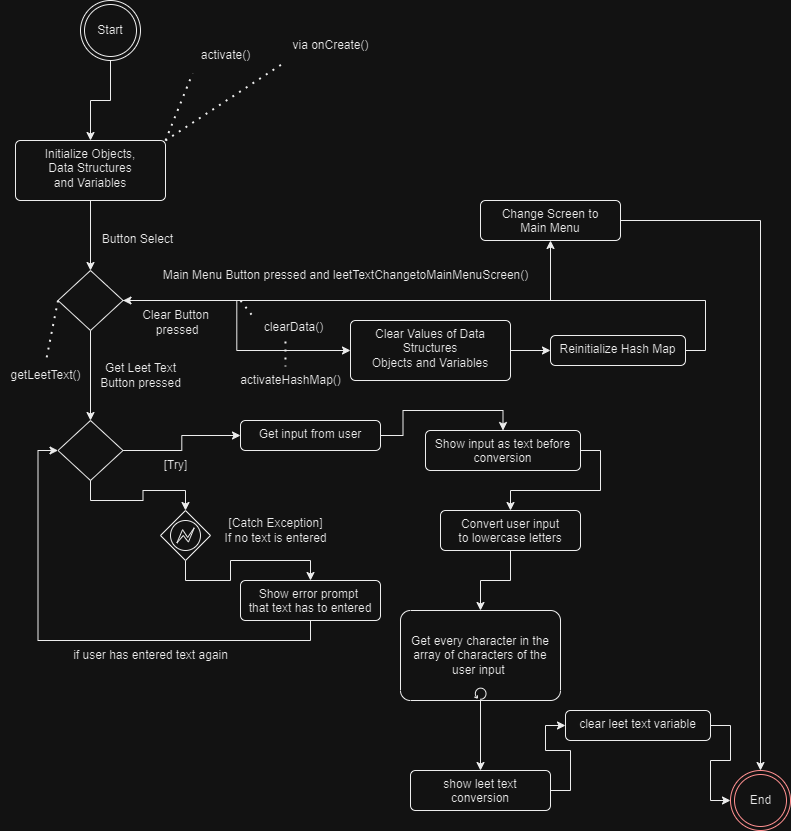 Start
activate()
via onCreate()
Initialize Objects,
Data Structures
and Variables
Button Select
Change Screen to
Main Menu
Main Menu Button pressed and leetTextChangetoMainMenuScreen()
Clear Button
pressed
clearData()
Clear Values of Data
Structures
Objects and Variables
Reinitialize Hash Map
getLeetText()
Get Leet Text
Button pressed
activateHashMap()
Get input from user
Show input as text before
conversion
[Try]
[Catch Exception]
If no text is entered
Convert user input
to lowercase letters
Show error prompt
that text has to entered
if user has entered text again
Get every character in the
array of characters of the
user input
clear leet text variable
show leet text
conversion
End